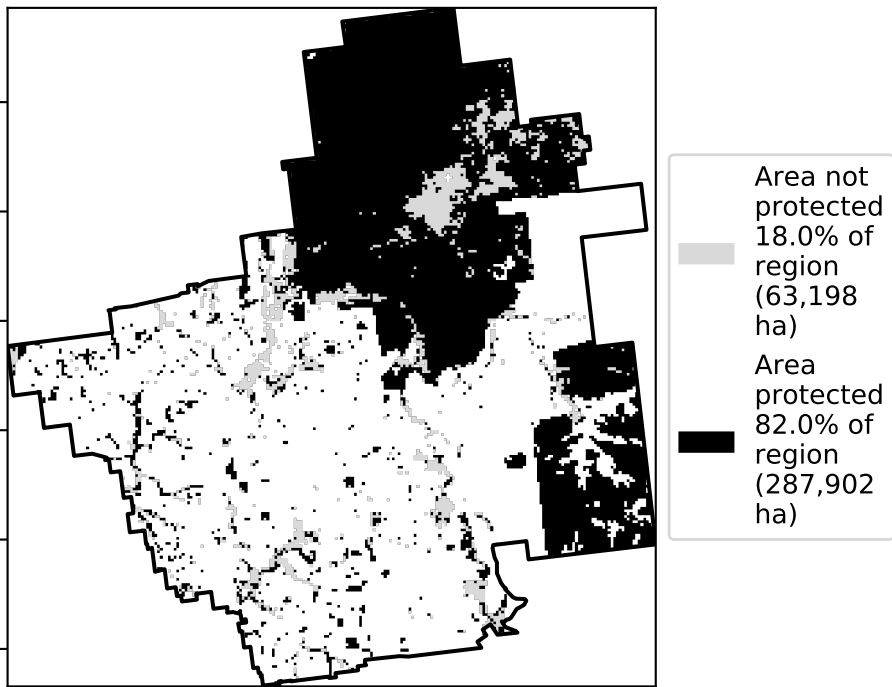 Area not
protected
18.0% of
region
(63,198
ha)
Area
protected
82.0% of
region
(287,902
ha)